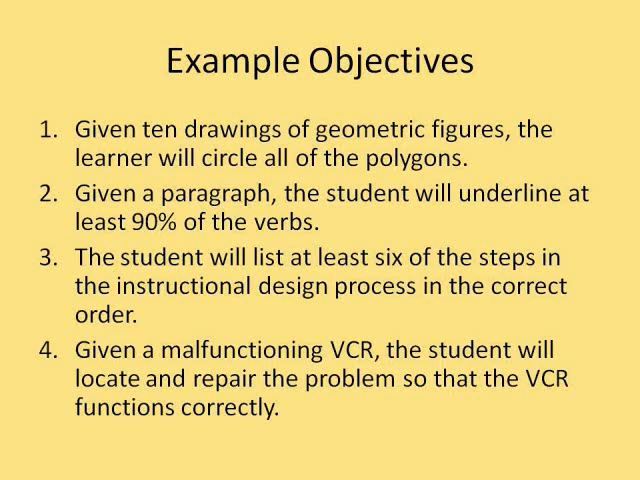 Example Objectives
1. Given ten drawings of geometric figures, the
learner will circle all of the polygons.
2. Given a paragraph, the student will underline at
least 90% of the verbs.
3. The student will list at least six of the steps in
the instructional design process in the correct
order.
4. Given a malfunctioning VCR, the student will
locate and repair the problem so that the VCR
functions correctly.